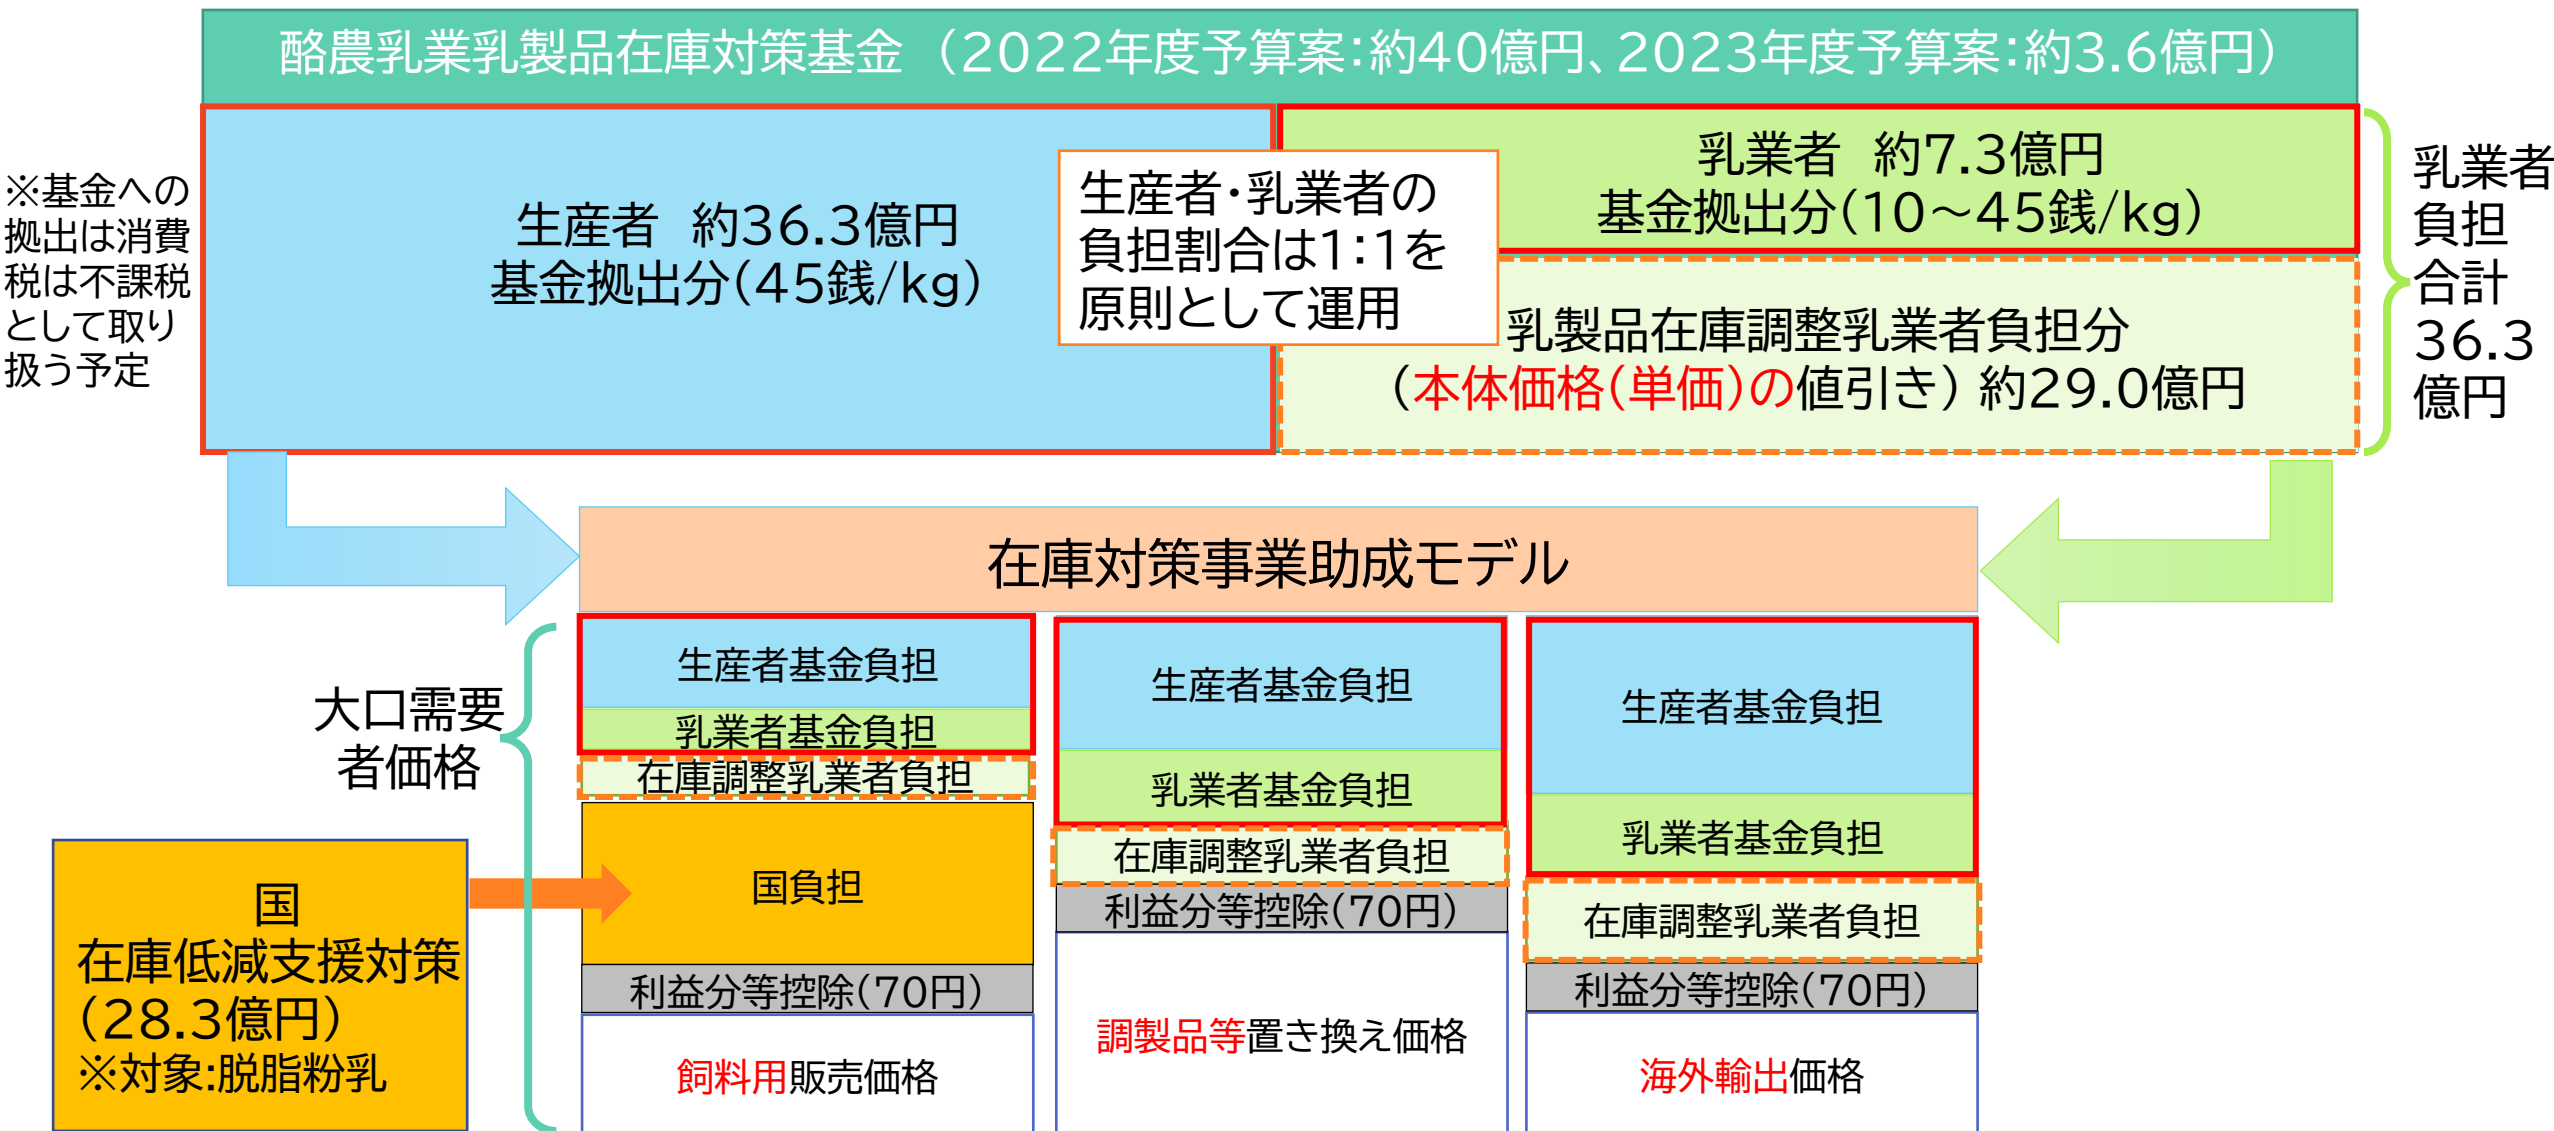 酪農乳業乳製品在庫対策基金 （2022年度予算案：約40億円、2023年度予算案：約3.6億円）
※基金への
拠出は消費
税は不課税
として取り
扱う予定
生産者　約36.3億円
基金拠出分（45銭/kg）
生産者・乳業者の
負担割合は1：1を
原則として運用
乳業者　約7.3億円
基金拠出分（10～45銭/kg）
乳製品在庫調整乳業者負担分
（本体価格（単価）の値引き） 約29.0億円
乳業者
負担
合計
36.3
億円
在庫対策事業助成モデル
大口需要
者価格
国
在庫低減支援対策
（28.3億円）
※対象：脱脂粉乳
生産者基金負担
乳業者基金負担
在庫調整乳業者負担
国負担
利益分等控除（70円）
飼料用販売価格
生産者基金負担
乳業者基金負担
在庫調整乳業者負担
利益分等控除（70円）
調製品等置き換え価格
生産者基金負担
乳業者基金負担
在庫調整乳業者負担
利益分等控除（70円）
海外輸出価格